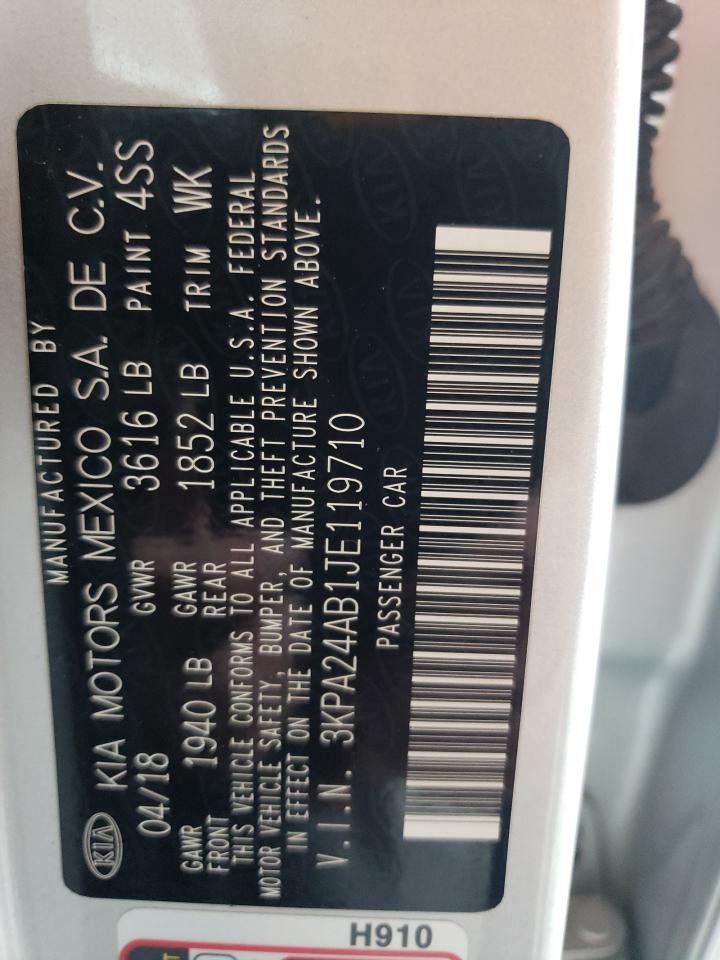 MANUFACTURED BY
KIA KIA MOTORS MEXICO S.A. DE C.V.
04/18 GVWR 3616 LB PAINT 4SS
GAWR FRONT 1940 LB GAWR REAR 1852 LB TRIM WK
THIS VEHICLE CONFORMS TO ALL APPLICABLE U.S.A. FEDERAL
MOTOR VEHICLE SAFETY, BUMPER, AND THEFT PREVENTION STANDARDS
IN EFFECT ON THE DATE OF MANUFACTURE SHOWN ABOVE.
V.I.N. 3KPA24AB1JE119710
PASSENGER CAR
H910